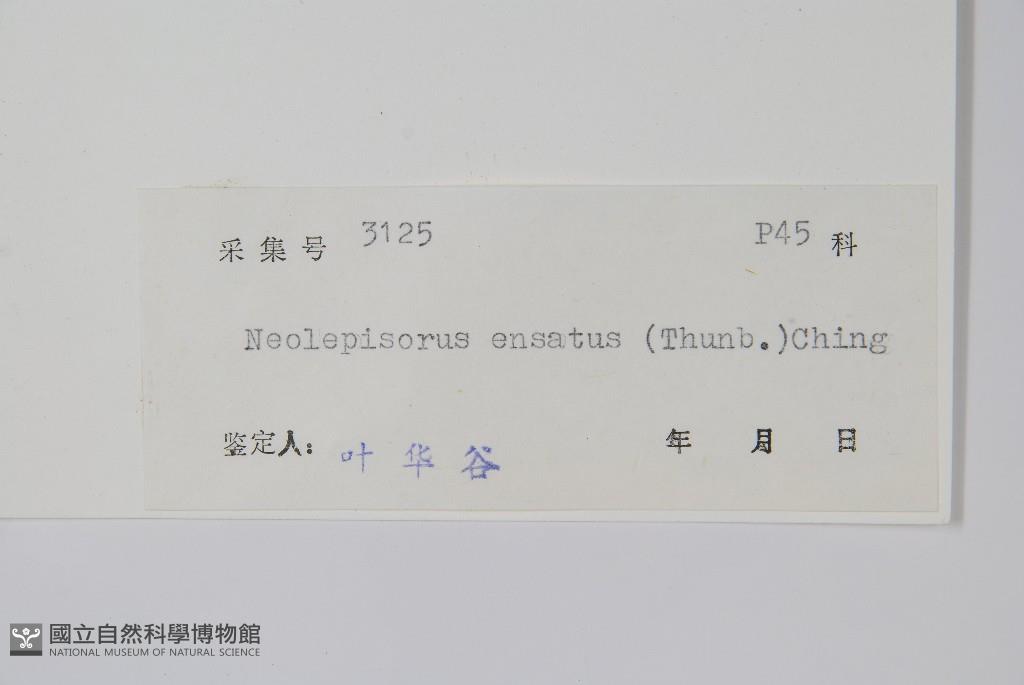 采集号 3125 P45 科
Neolepisorus ensatus (Thunb.)Ching
鉴定人: 叶华谷 年 月 日
國立自然科學博物館
NATIONAL MUSEUM OF NATURAL SCIENCE